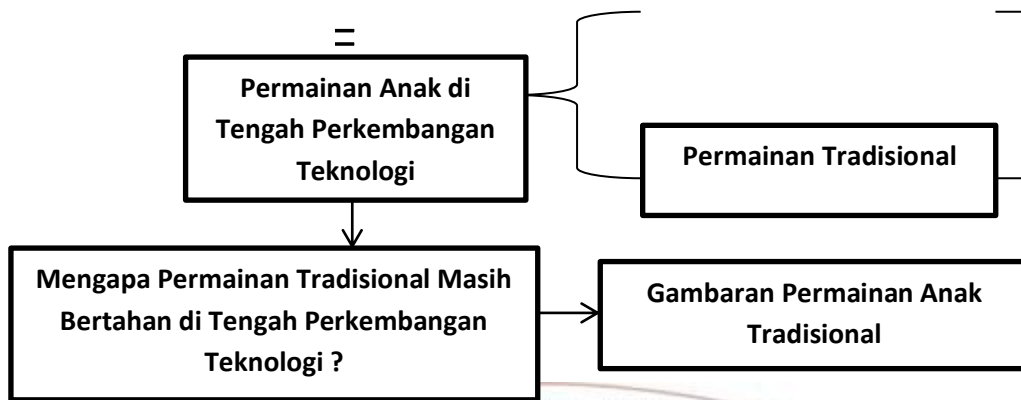 Permainan Anak di
Tengah Perkembangan
Teknologi
Permainan Tradisional
Mengapa Permainan Tradisional Masih
Bertahan di Tengah Perkembangan
Teknologi ?
Gambaran Permainan Anak
Tradisional